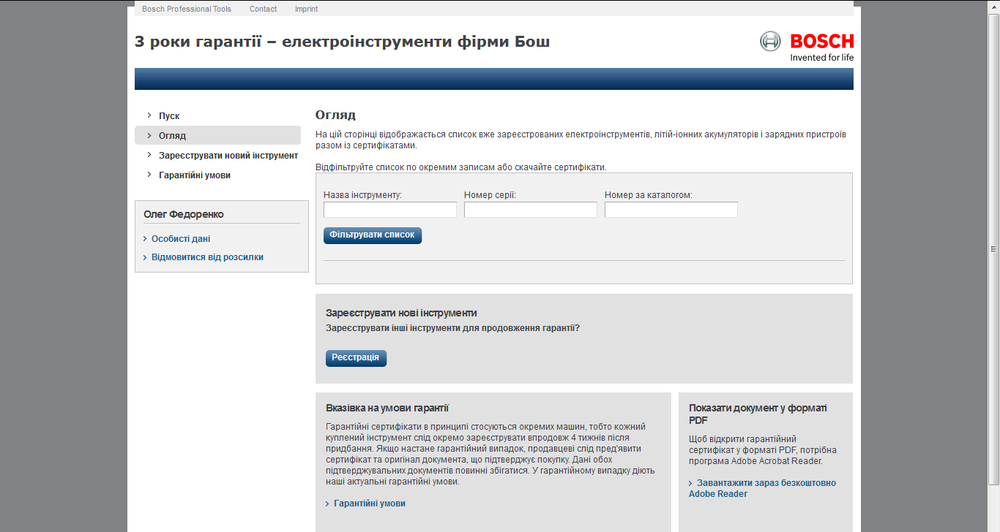 Bosch Professional Tools Contact Imprint
3 роки гарантії – електроінструменти фірми Бош
BOSCH
Invented for life
Пуск
Огляд
Зареєструвати новий інструмент
Гарантійні умови
Олег Федоренко
Особисті дані
Відмовитися від розсилки
Огляд
На цій сторінці відображається список вже зареєстрованих електроінструментів, літій-іонних акумуляторів і зарядних пристроїв
разом із сертифікатами.
Відфільтруйте список по окремим записам або скачайте сертифікати.
Назва інструменту: Номер серії: Номер за каталогом:
Фільтрувати список
Зареєструвати нові інструменти
Зареєструвати інші інструменти для продовження гарантії?
Реєстрація
Вказівка на умови гарантії
Гарантійні сертифікати в принципі стосуються окремих машин, тобто кожний
куплений інструмент слід окремо зареєструвати впродовж 4 тижнів після
придбання. Якщо настане гарантійний випадок, продавцеві слід пред'явити
сертифікат та оригінал документа, що підтверджує покупку. Дані обох
підтверджувальних документів повинні збігатися. У гарантійному випадку діють
наші актуальні гарантійні умови.
Гарантійні умови
Показати документ у форматі
PDF
Щоб відкрити гарантійний
сертифікат у форматі PDF, потрібна
програма Adobe Acrobat Reader.
Завантажити зараз безкоштовно
Adobe Reader